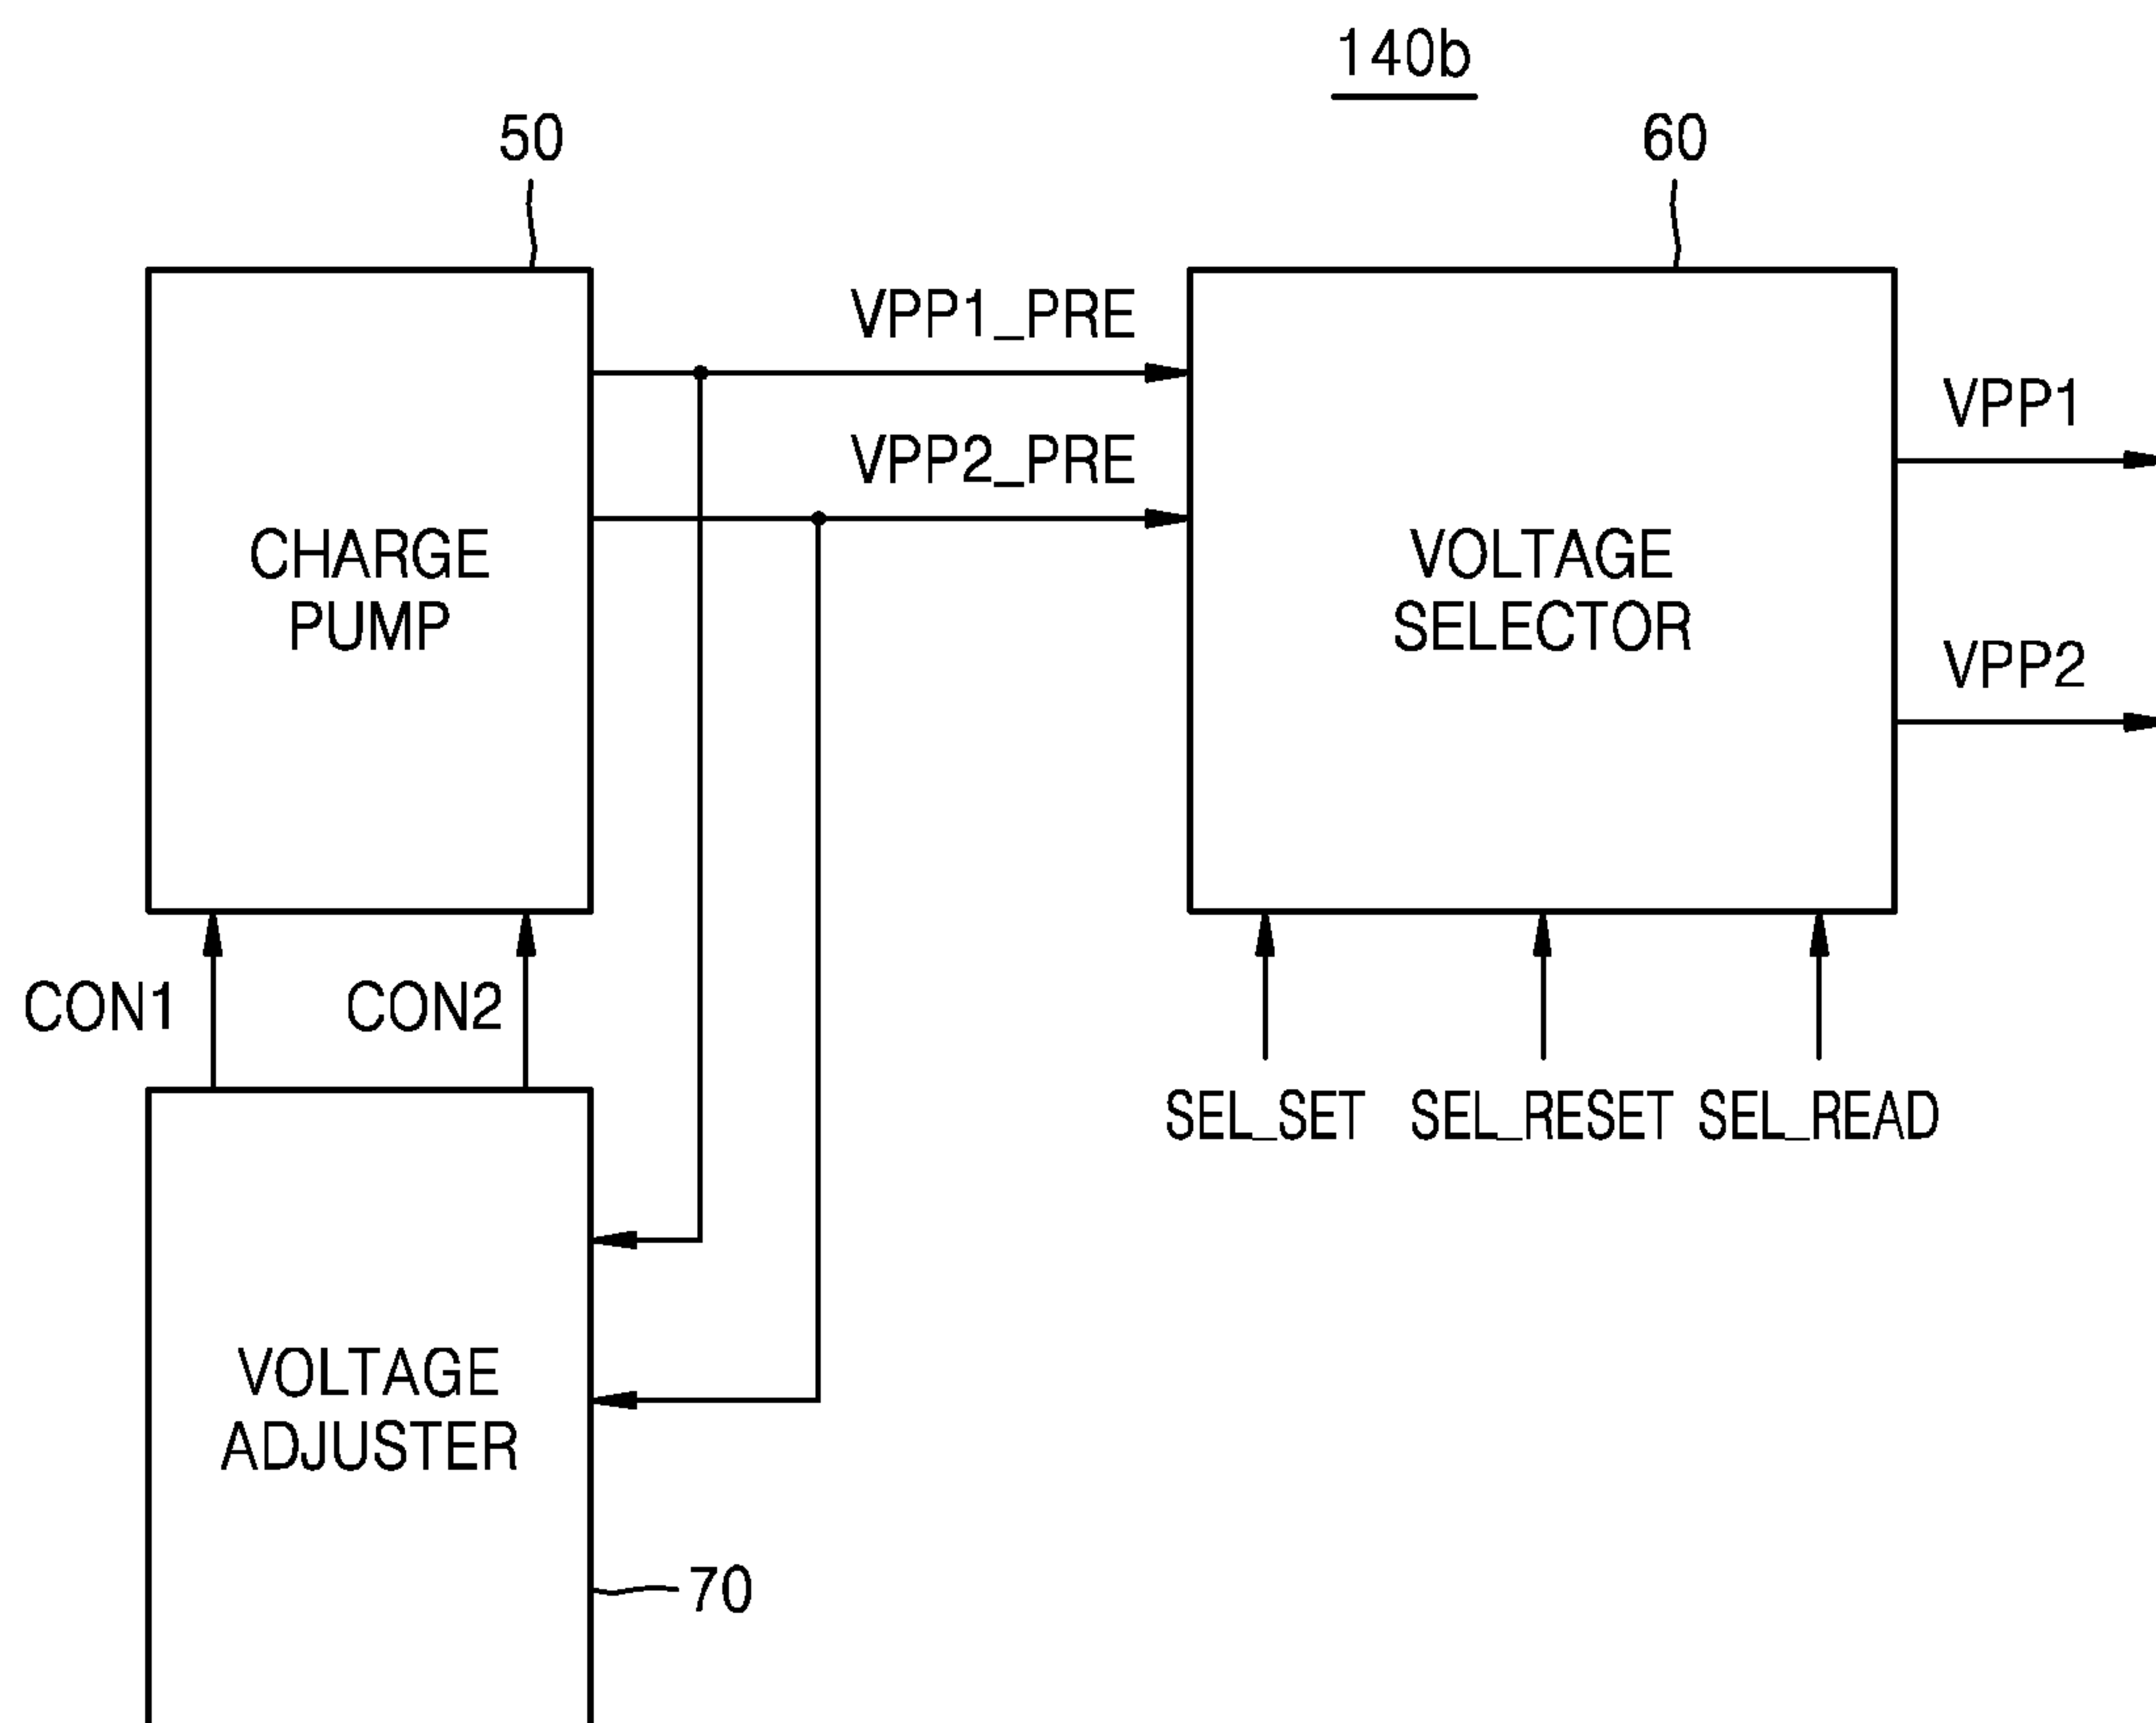 140b
50
60
VPP1_PRE
VPP1
VPP2_PRE
CHARGE
PUMP
VOLTAGE
SELECTOR
VPP2
CON1
CON2
SEL_SET
SEL_RESET
SEL_READ
VOLTAGE
ADJUSTER
70